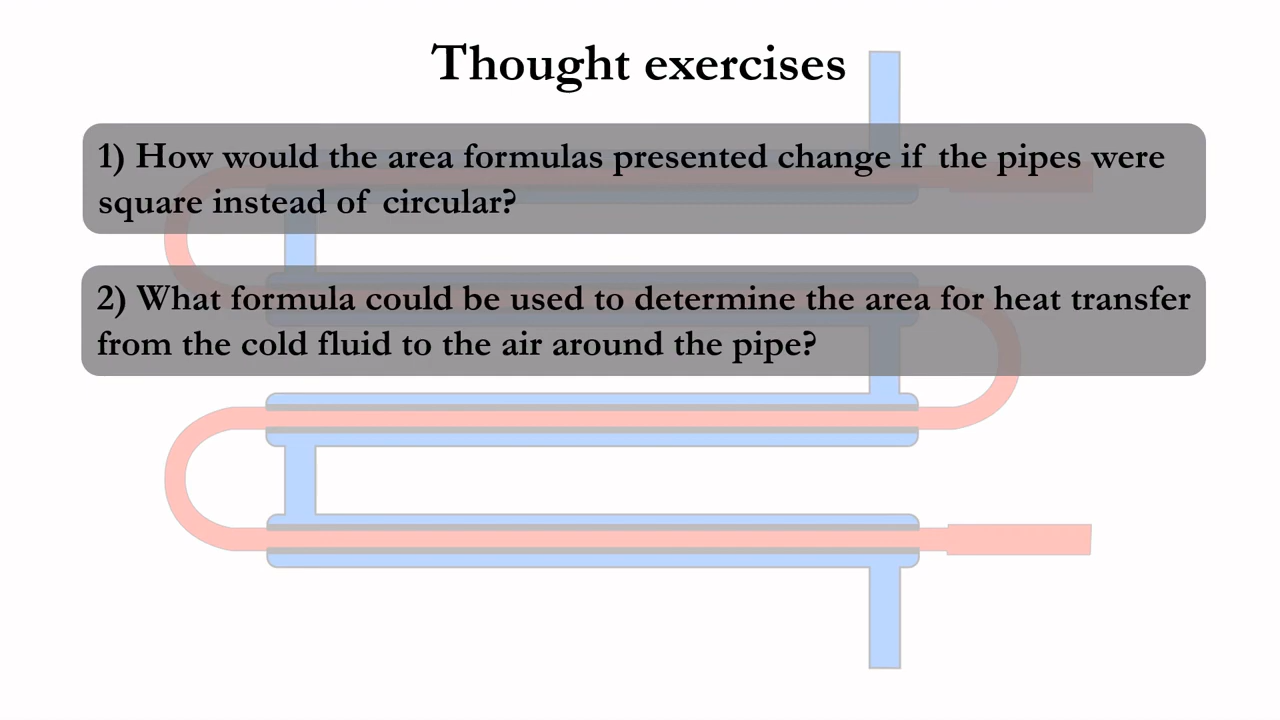 Thought exercises
1) How would the area formulas presented change if the pipes were
square instead of circular?
2) What formula could be used to determine the area for heat transfer
from the cold fluid to the air around the pipe?